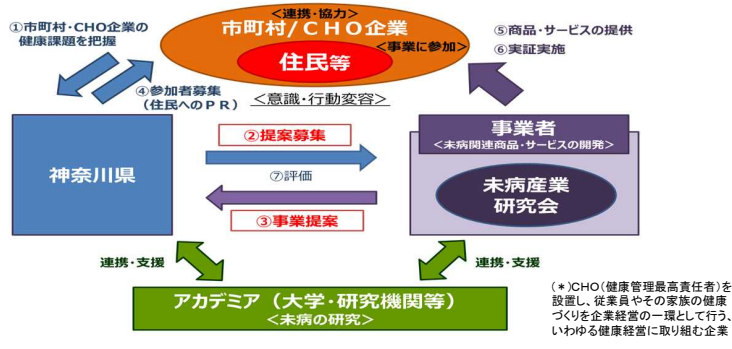 ①市町村・CHO企業の
健康課題を把握
＜連携・協力＞
市町村/CHO企業
＜事業に参加＞
住民等
⑤商品・サービスの提供
⑥実証実施
④参加者募集
（住民へのPR）
＜意識・行動変容＞
神奈川県
②提案募集
⑦評価
③事業提案
事業者
＜未病関連商品・サービスの開発＞
未病産業
研究会
連携・支援
連携・支援
アカデミア（大学・研究機関等）
＜未病の研究＞
(＊)CHO(健康管理最高責任者)を
設置し、従業員やその家族の健康
づくりを企業経営の一環として行う、
いわゆる健康経営に取り組む企業